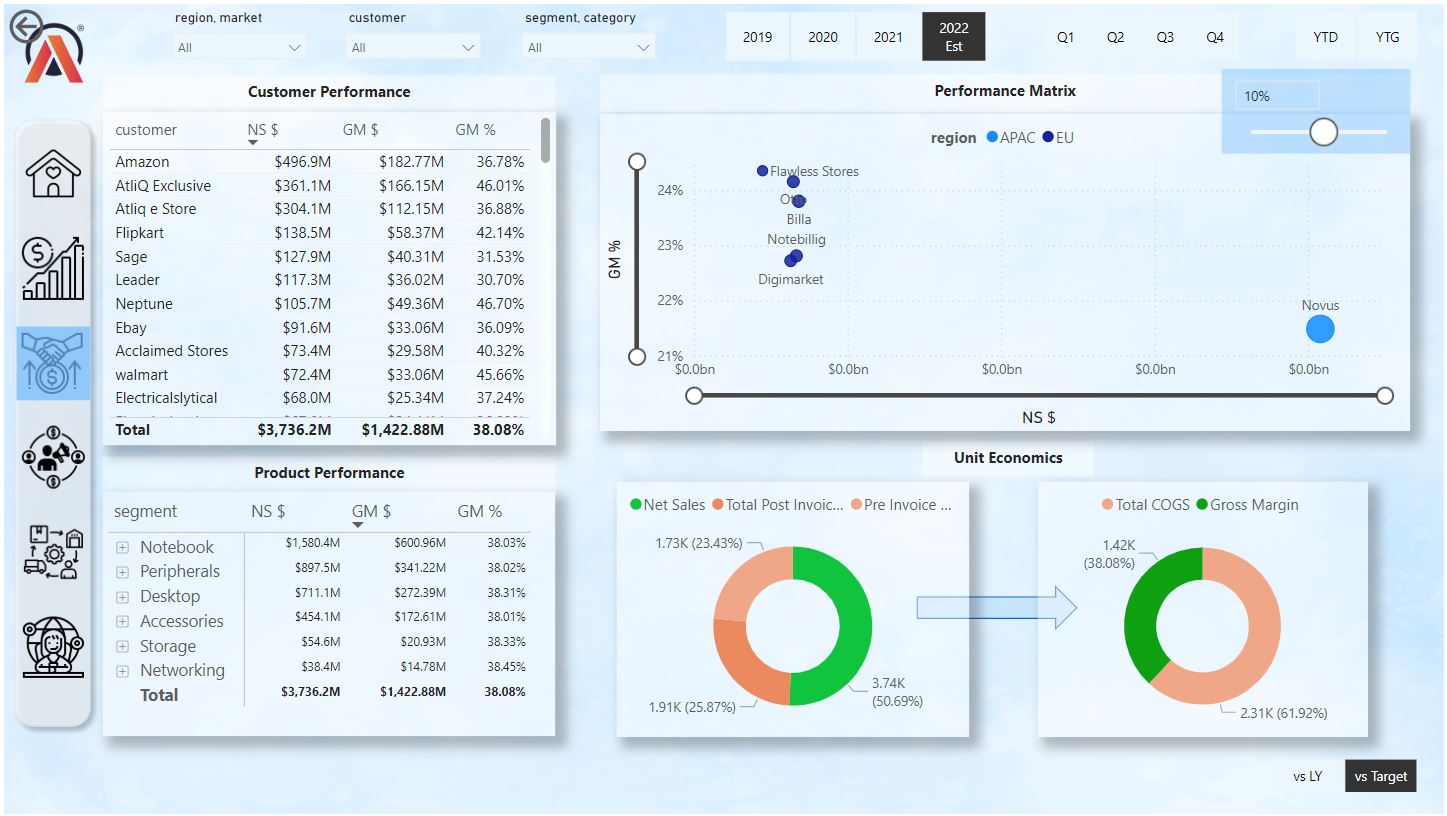 region, market
customer
segment, category
All
All
All
2019
2020
2021
2022
Est
Q1
Q2
Q3
Q4
YTD
YTG
Customer Performance
customer NS $ GM $ GM %
Amazon $496.9M $182.77M 36.78%
AtliQ Exclusive $361.1M $166.15M 46.01%
Atliq e Store $304.1M $112.15M 36.88%
Flipkart $138.5M $58.37M 42.14%
Sage $127.9M $40.31M 31.53%
Leader $117.3M $36.02M 30.70%
Neptune $105.7M $49.36M 46.70%
Ebay $91.6M $33.06M 36.09%
Acclaimed Stores $73.4M $29.58M 40.32%
walmart $72.4M $33.06M 45.66%
Electricalslytical $68.0M $25.34M 37.24%
Total $3,736.2M $1,422.88M 38.08%
Performance Matrix
10%
region APAC EU
GM %
24%
23%
22%
21%
Flawless Stores
Otto
Billa
Notebillig
Digimarket
Novus
$0.0bn $0.0bn $0.0bn $0.0bn $0.0bn
NS $
Product Performance
segment NS $ GM $ GM %
Notebook $1,580.4M $600.96M 38.03%
Peripherals $897.5M $341.22M 38.02%
Desktop $711.1M $272.39M 38.31%
Accessories $454.1M $172.61M 38.01%
Storage $54.6M $20.93M 38.33%
Networking $38.4M $14.78M 38.45%
Total $3,736.2M $1,422.88M 38.08%
Unit Economics
Net Sales Total Post Invoic... Pre Invoice ...
1.73K (23.43%)
1.91K (25.87%)
3.74K
(50.69%)
Total COGS Gross Margin
1.42K
(38.08%)
2.31K (61.92%)
vs LY
vs Target